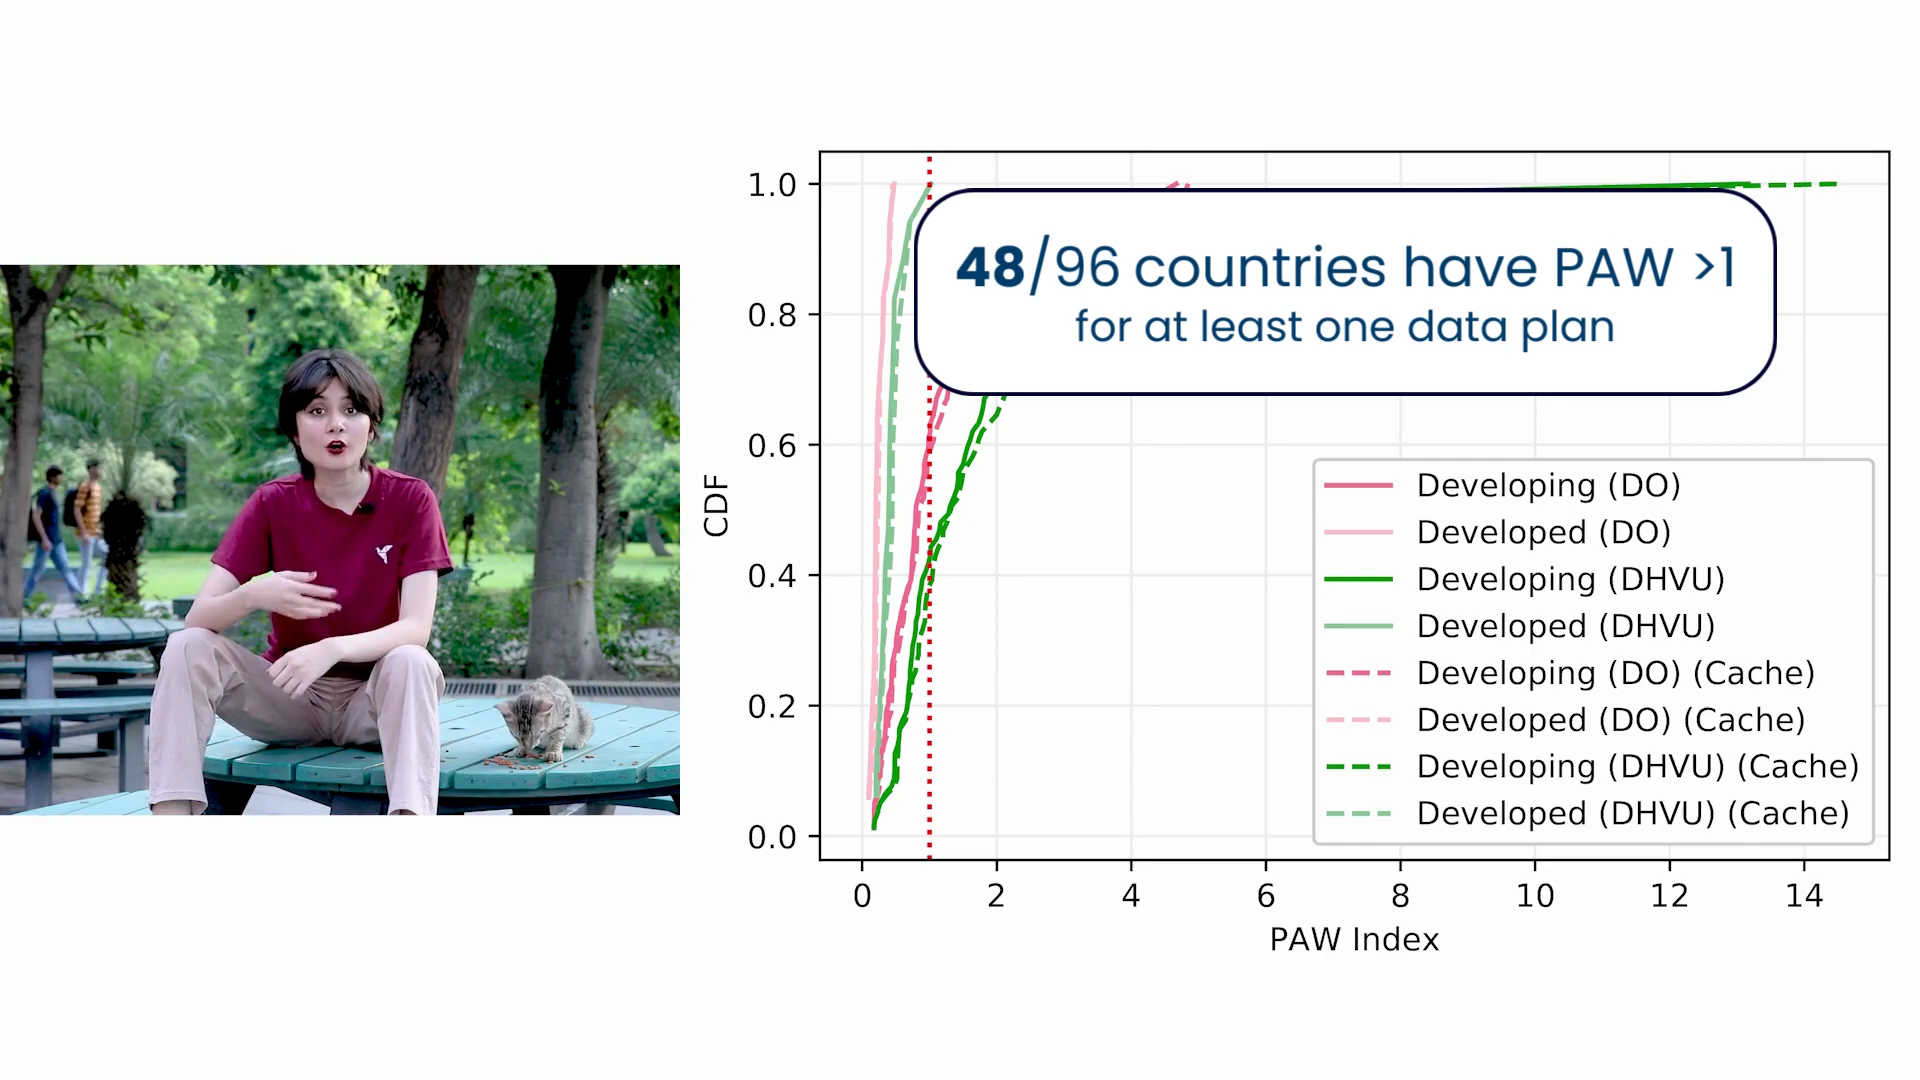 1.0
0.8
0.6
0.4
0.2
0.0
CDF
48/96 countries have PAW >1
for at least one data plan
Developing (DO)
Developed (DO)
Developing (DHVU)
Developed (DHVU)
Developing (DO) (Cache)
Developed (DO) (Cache)
Developing (DHVU) (Cache)
Developed (DHVU) (Cache)
0 2 4 6 8 10 12 14
PAW Index